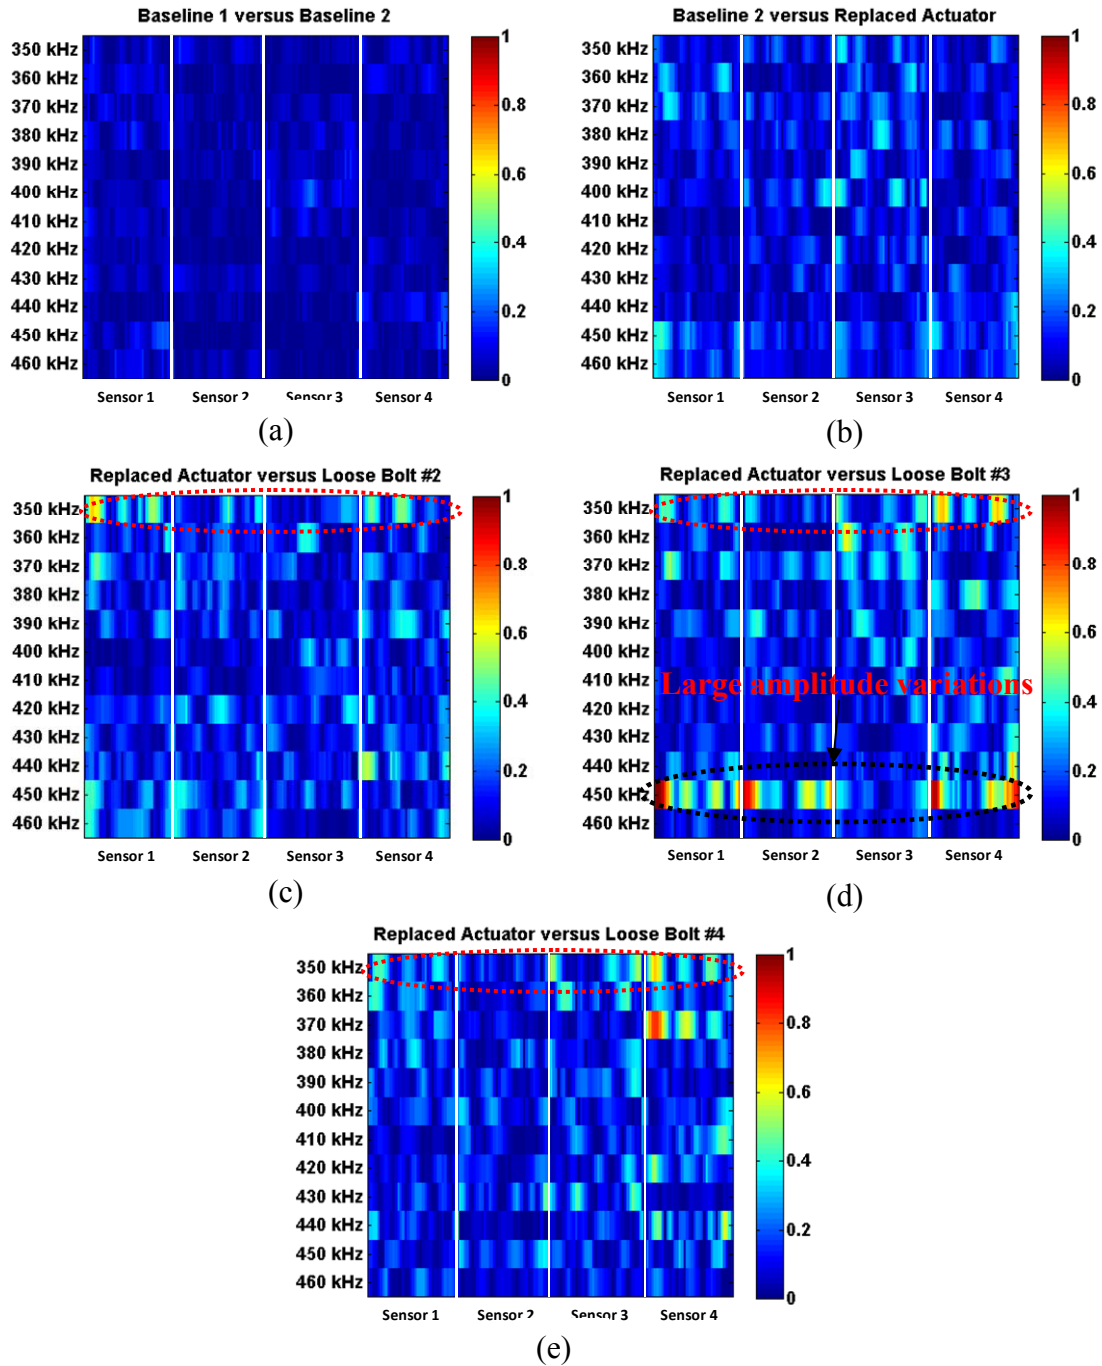 Baseline 1 versus Baseline 2
350 kHz
360 kHz
370 kHz
380 kHz
390 kHz
400 kHz
410 kHz
420 kHz
430 kHz
440 kHz
450 kHz
460 kHz
1
0.8
0.6
0.4
0.2
0
Sensor 1 Sensor 2 Sensor 3 Sensor 4
(a)
Baseline 2 versus Replaced Actuator
350 kHz
360 kHz
370 kHz
380 kHz
390 kHz
400 kHz
410 kHz
420 kHz
430 kHz
440 kHz
450 kHz
460 kHz
1
0.8
0.6
0.4
0.2
0
Sensor 1 Sensor 2 Sensor 3 Sensor 4
(b)
Replaced Actuator versus Loose Bolt #2
350 kHz
360 kHz
370 kHz
380 kHz
390 kHz
400 kHz
410 kHz
420 kHz
430 kHz
440 kHz
450 kHz
460 kHz
1
0.8
0.6
0.4
0.2
0
Sensor 1 Sensor 2 Sensor 3 Sensor 4
(c)
Replaced Actuator versus Loose Bolt #3
350 kHz
360 kHz
370 kHz
380 kHz
390 kHz
400 kHz
410 kHz
Large amplitude variations
420 kHz
430 kHz
440 kHz
450 kHz
460 kHz
1
0.8
0.6
0.4
0.2
0
Sensor 1 Sensor 2 Sensor 3 Sensor 4
(d)
Replaced Actuator versus Loose Bolt #4
350 kHz
360 kHz
370 kHz
380 kHz
390 kHz
400 kHz
410 kHz
420 kHz
430 kHz
440 kHz
450 kHz
460 kHz
1
0.8
0.6
0.4
0.2
0
Sensor 1 Sensor 2 Sensor 3 Sensor 4
(e)